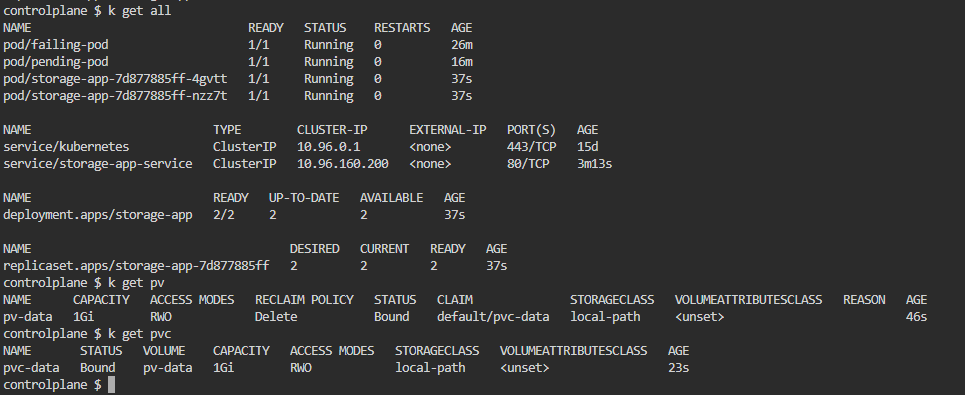 controlplane $ k get all
NAME READY STATUS RESTARTS AGE
pod/failing-pod 1/1 Running 0 26m
pod/pending-pod 1/1 Running 0 16m
pod/storage-app-7d877885ff-4gvtt 1/1 Running 0 37s
pod/storage-app-7d877885ff-nzz7t 1/1 Running 0 37s
NAME TYPE CLUSTER-IP EXTERNAL-IP PORT(S) AGE
service/kubernetes ClusterIP 10.96.0.1 <none> 443/TCP 15d
service/storage-app-service ClusterIP 10.96.160.200 <none> 80/TCP 3m13s
NAME READY UP-TO-DATE AVAILABLE AGE
deployment.apps/storage-app 2/2 2 2 37s
NAME DESIRED CURRENT READY AGE
replicaset.apps/storage-app-7d877885ff 2 2 2 37s
controlplane $ k get pv
NAME CAPACITY ACCESS MODES RECLAIM POLICY STATUS CLAIM STORAGECLASS VOLUMEATTRIBUTESCLASS REASON AGE
pv-data 1Gi RWO Delete Bound default/pvc-data local-path <unset> 46s
controlplane $ k get pvc
NAME STATUS VOLUME CAPACITY ACCESS MODES STORAGECLASS VOLUMEATTRIBUTESCLASS AGE
pvc-data Bound pv-data 1Gi RWO local-path <unset> 23s
controlplane $